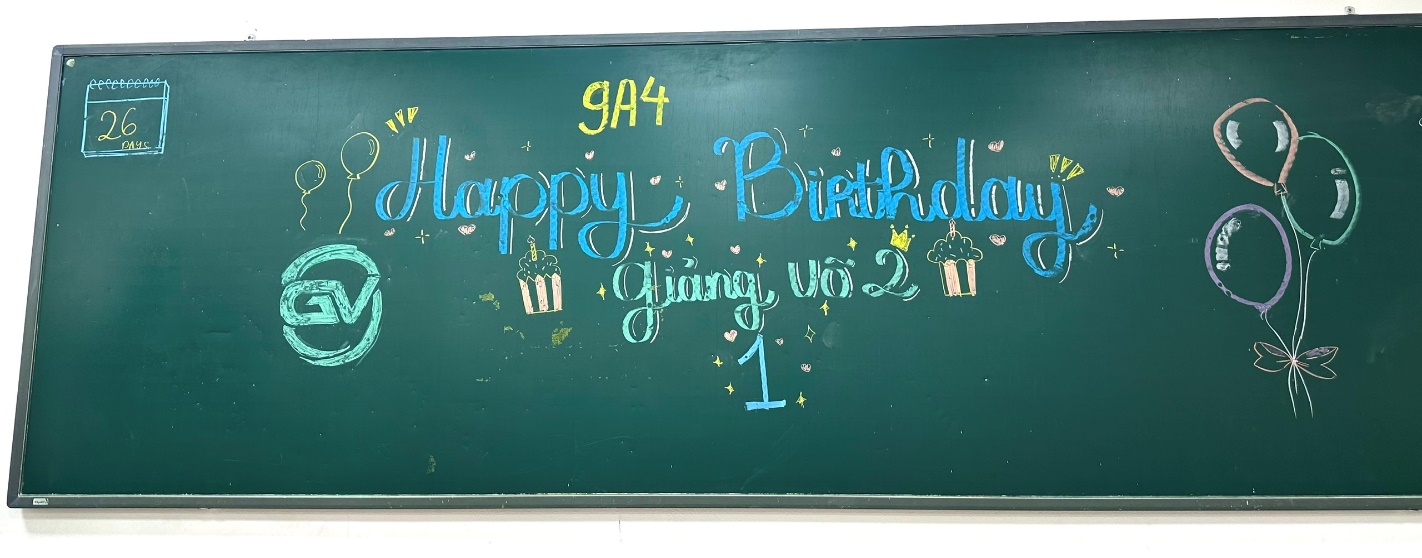 9A4
26
DAYS
Happy Birthday
Giảng Võ 2
GV
1